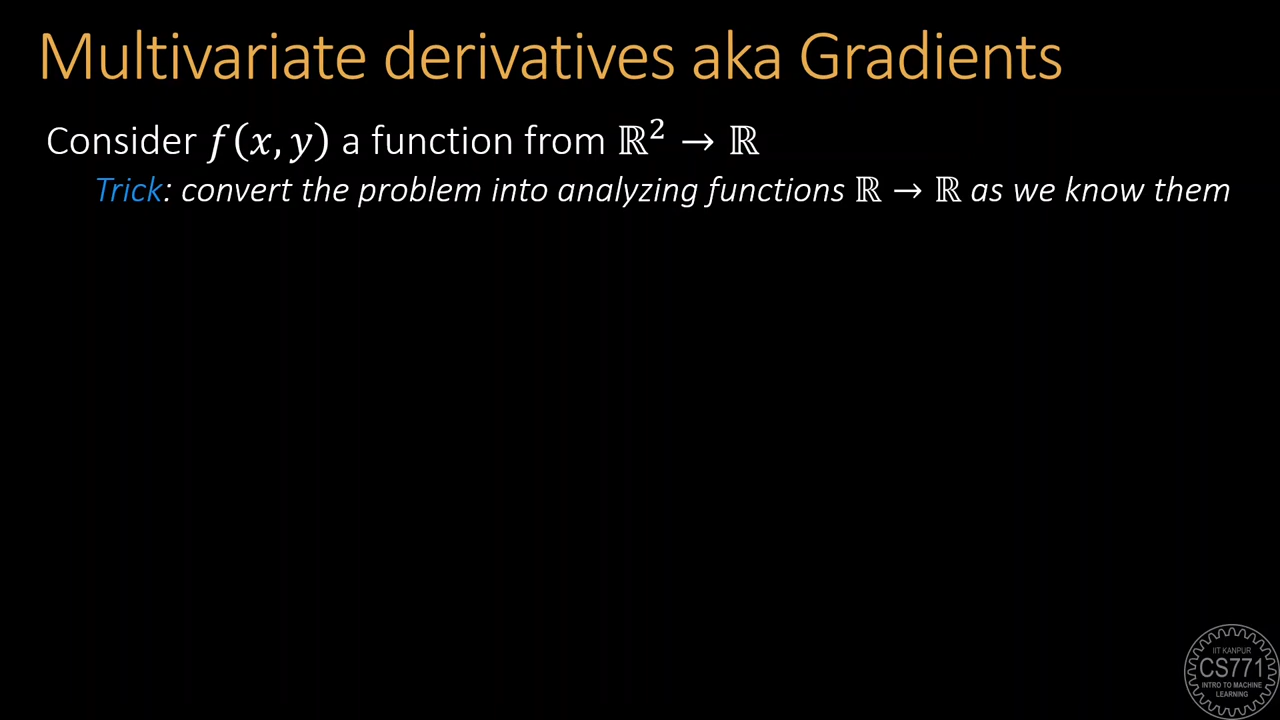 Multivariate derivatives aka Gradients
Consider 𝑓(𝑥, 𝑦) a function from ℝ² → ℝ
Trick: convert the problem into analyzing functions ℝ → ℝ as we know them
IIT KANPUR
CS771
INTRO TO MACHINE
LEARNING